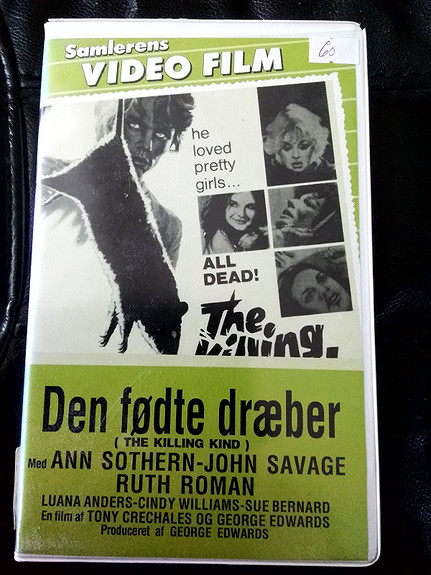 Samlerens
VIDEO FILM
60
he
loved
pretty
girls...
ALL
DEAD!
The
Killing
Den fødte dræber
( THE KILLING KIND )
Med ANN SOTHERN-JOHN SAVAGE
RUTH ROMAN
LUANA ANDERS-CINDY WILLIAMS-SUE BERNARD
En film af TONY CRECHALES OG GEORGE EDWARDS
Produceret af GEORGE EDWARDS